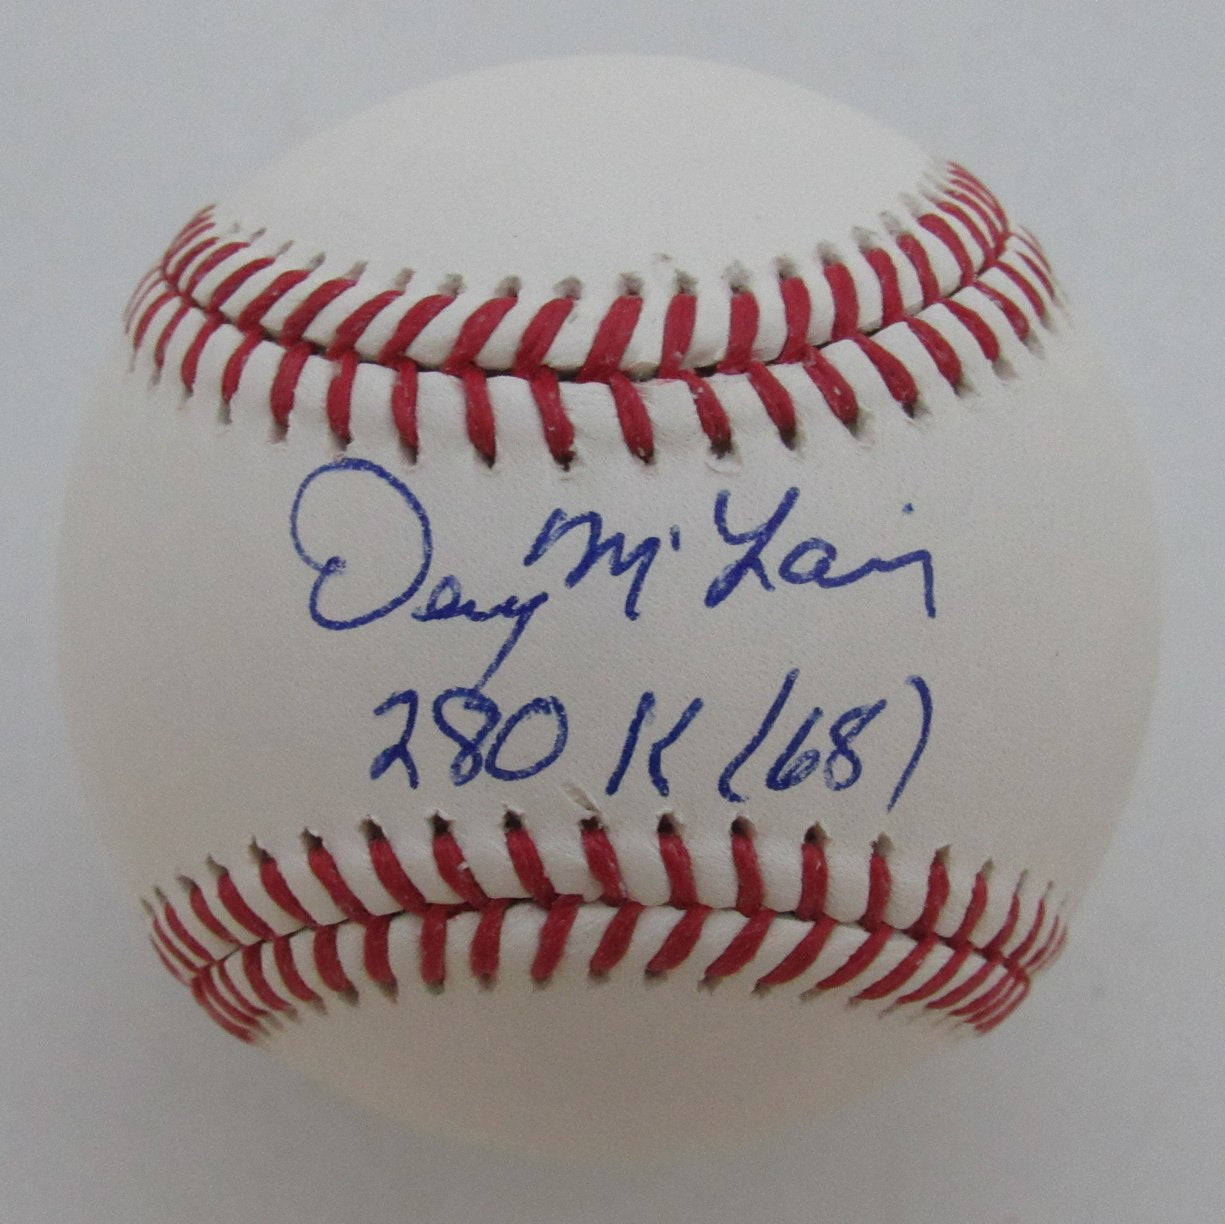 Denny McLain
280 K (68)